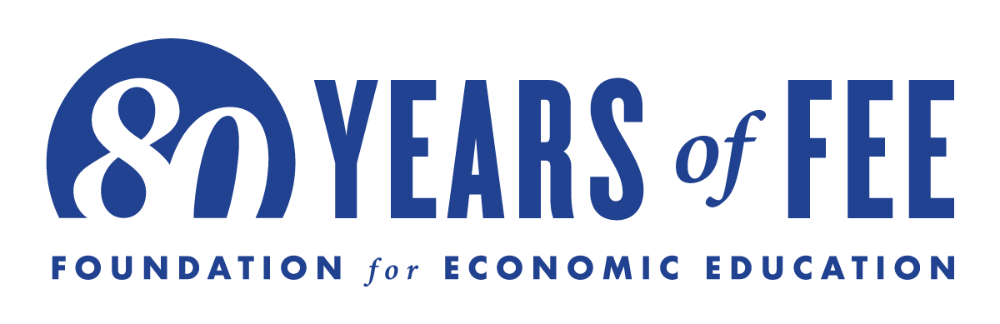 80 YEARS of FEE
FOUNDATION for ECONOMIC EDUCATION